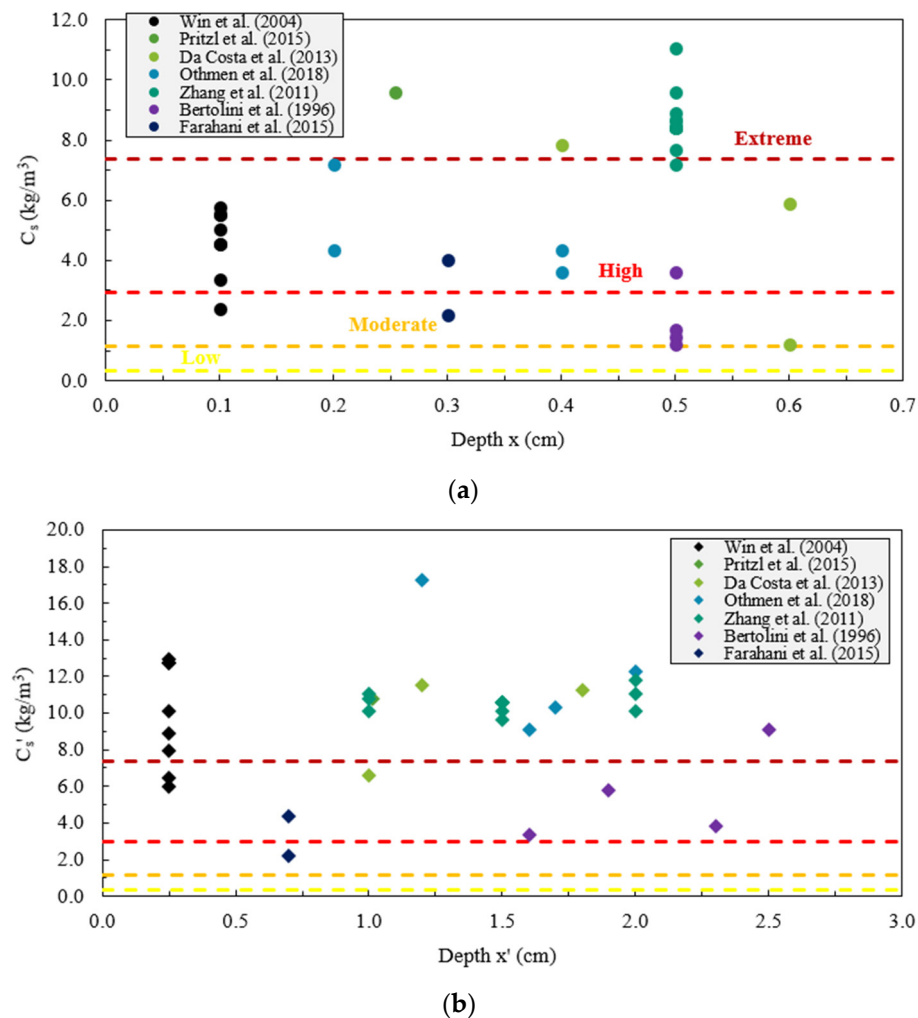 Win et al. (2004)
Pritzl et al. (2015)
Da Costa et al. (2013)
Othmen et al. (2018)
Zhang et al. (2011)
Bertolini et al. (1996)
Farahani et al. (2015)
12.0
10.0
8.0
6.0
4.0
2.0
0.0
Cₛ (kg/m³)
Extreme
High
Moderate
Low
0.0 0.1 0.2 0.3 0.4 0.5 0.6 0.7
Depth x (cm)
(a)
20.0
18.0
16.0
14.0
12.0
10.0
8.0
6.0
4.0
2.0
0.0
Cₛ' (kg/m³)
Win et al. (2004)
Pritzl et al. (2015)
Da Costa et al. (2013)
Othmen et al. (2018)
Zhang et al. (2011)
Bertolini et al. (1996)
Farahani et al. (2015)
0.0 0.5 1.0 1.5 2.0 2.5 3.0
Depth x' (cm)
(b)